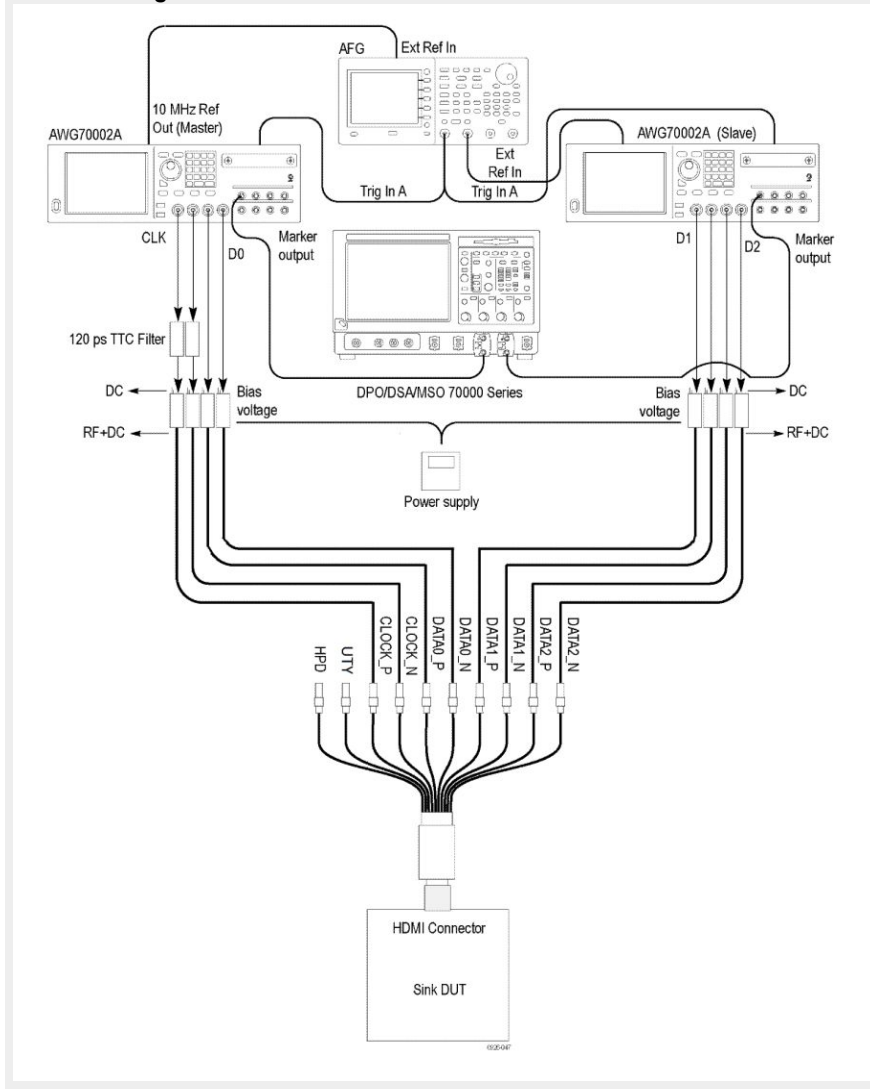 AFG
Ext Ref In
10 MHz Ref
Out (Master)
AWG70002A
AWG70002A (Slave)
Ext
Ref In
Trig In A
Trig In A
CLK
D0
Marker
output
D1
D2
Marker
output
120 ps TTC Filter
DC
Bias
voltage
DPO/DSA/MSO 70000 Series
Bias
voltage
DC
RF+DC
RF+DC
Power supply
HPD
UTY
CLOCK_P
CLOCK_N
DATA0_P
DATA0_N
DATA1_P
DATA1_N
DATA2_P
DATA2_N
HDMI Connector
Sink DUT